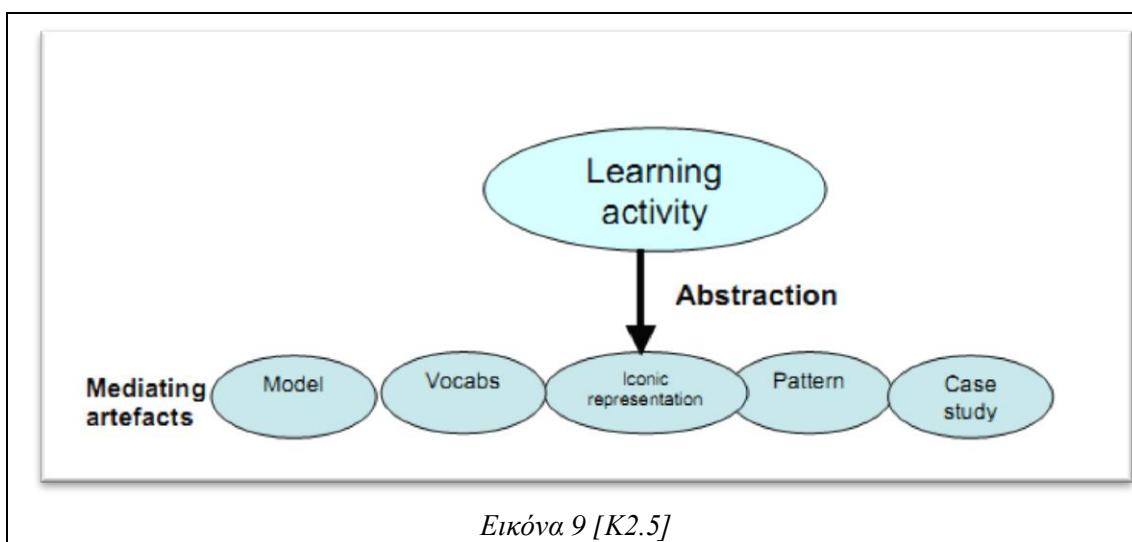 Learning
activity
Abstraction
Mediating
artefacts
Model
Vocabs
Iconic
representation
Pattern
Case
study
Εικόνα 9 [Κ2.5]